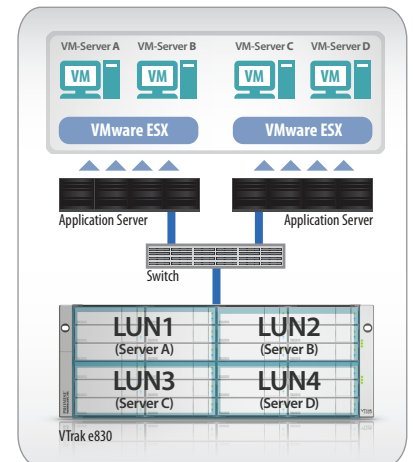 VM-Server A VM-Server B VM-Server C VM-Server D
VM VM VM VM
VMware ESX VMware ESX
Application Server Application Server
Switch
LUN1 LUN2
(Server A) (Server B)
LUN3 LUN4
(Server C) (Server D)
VTrak e830